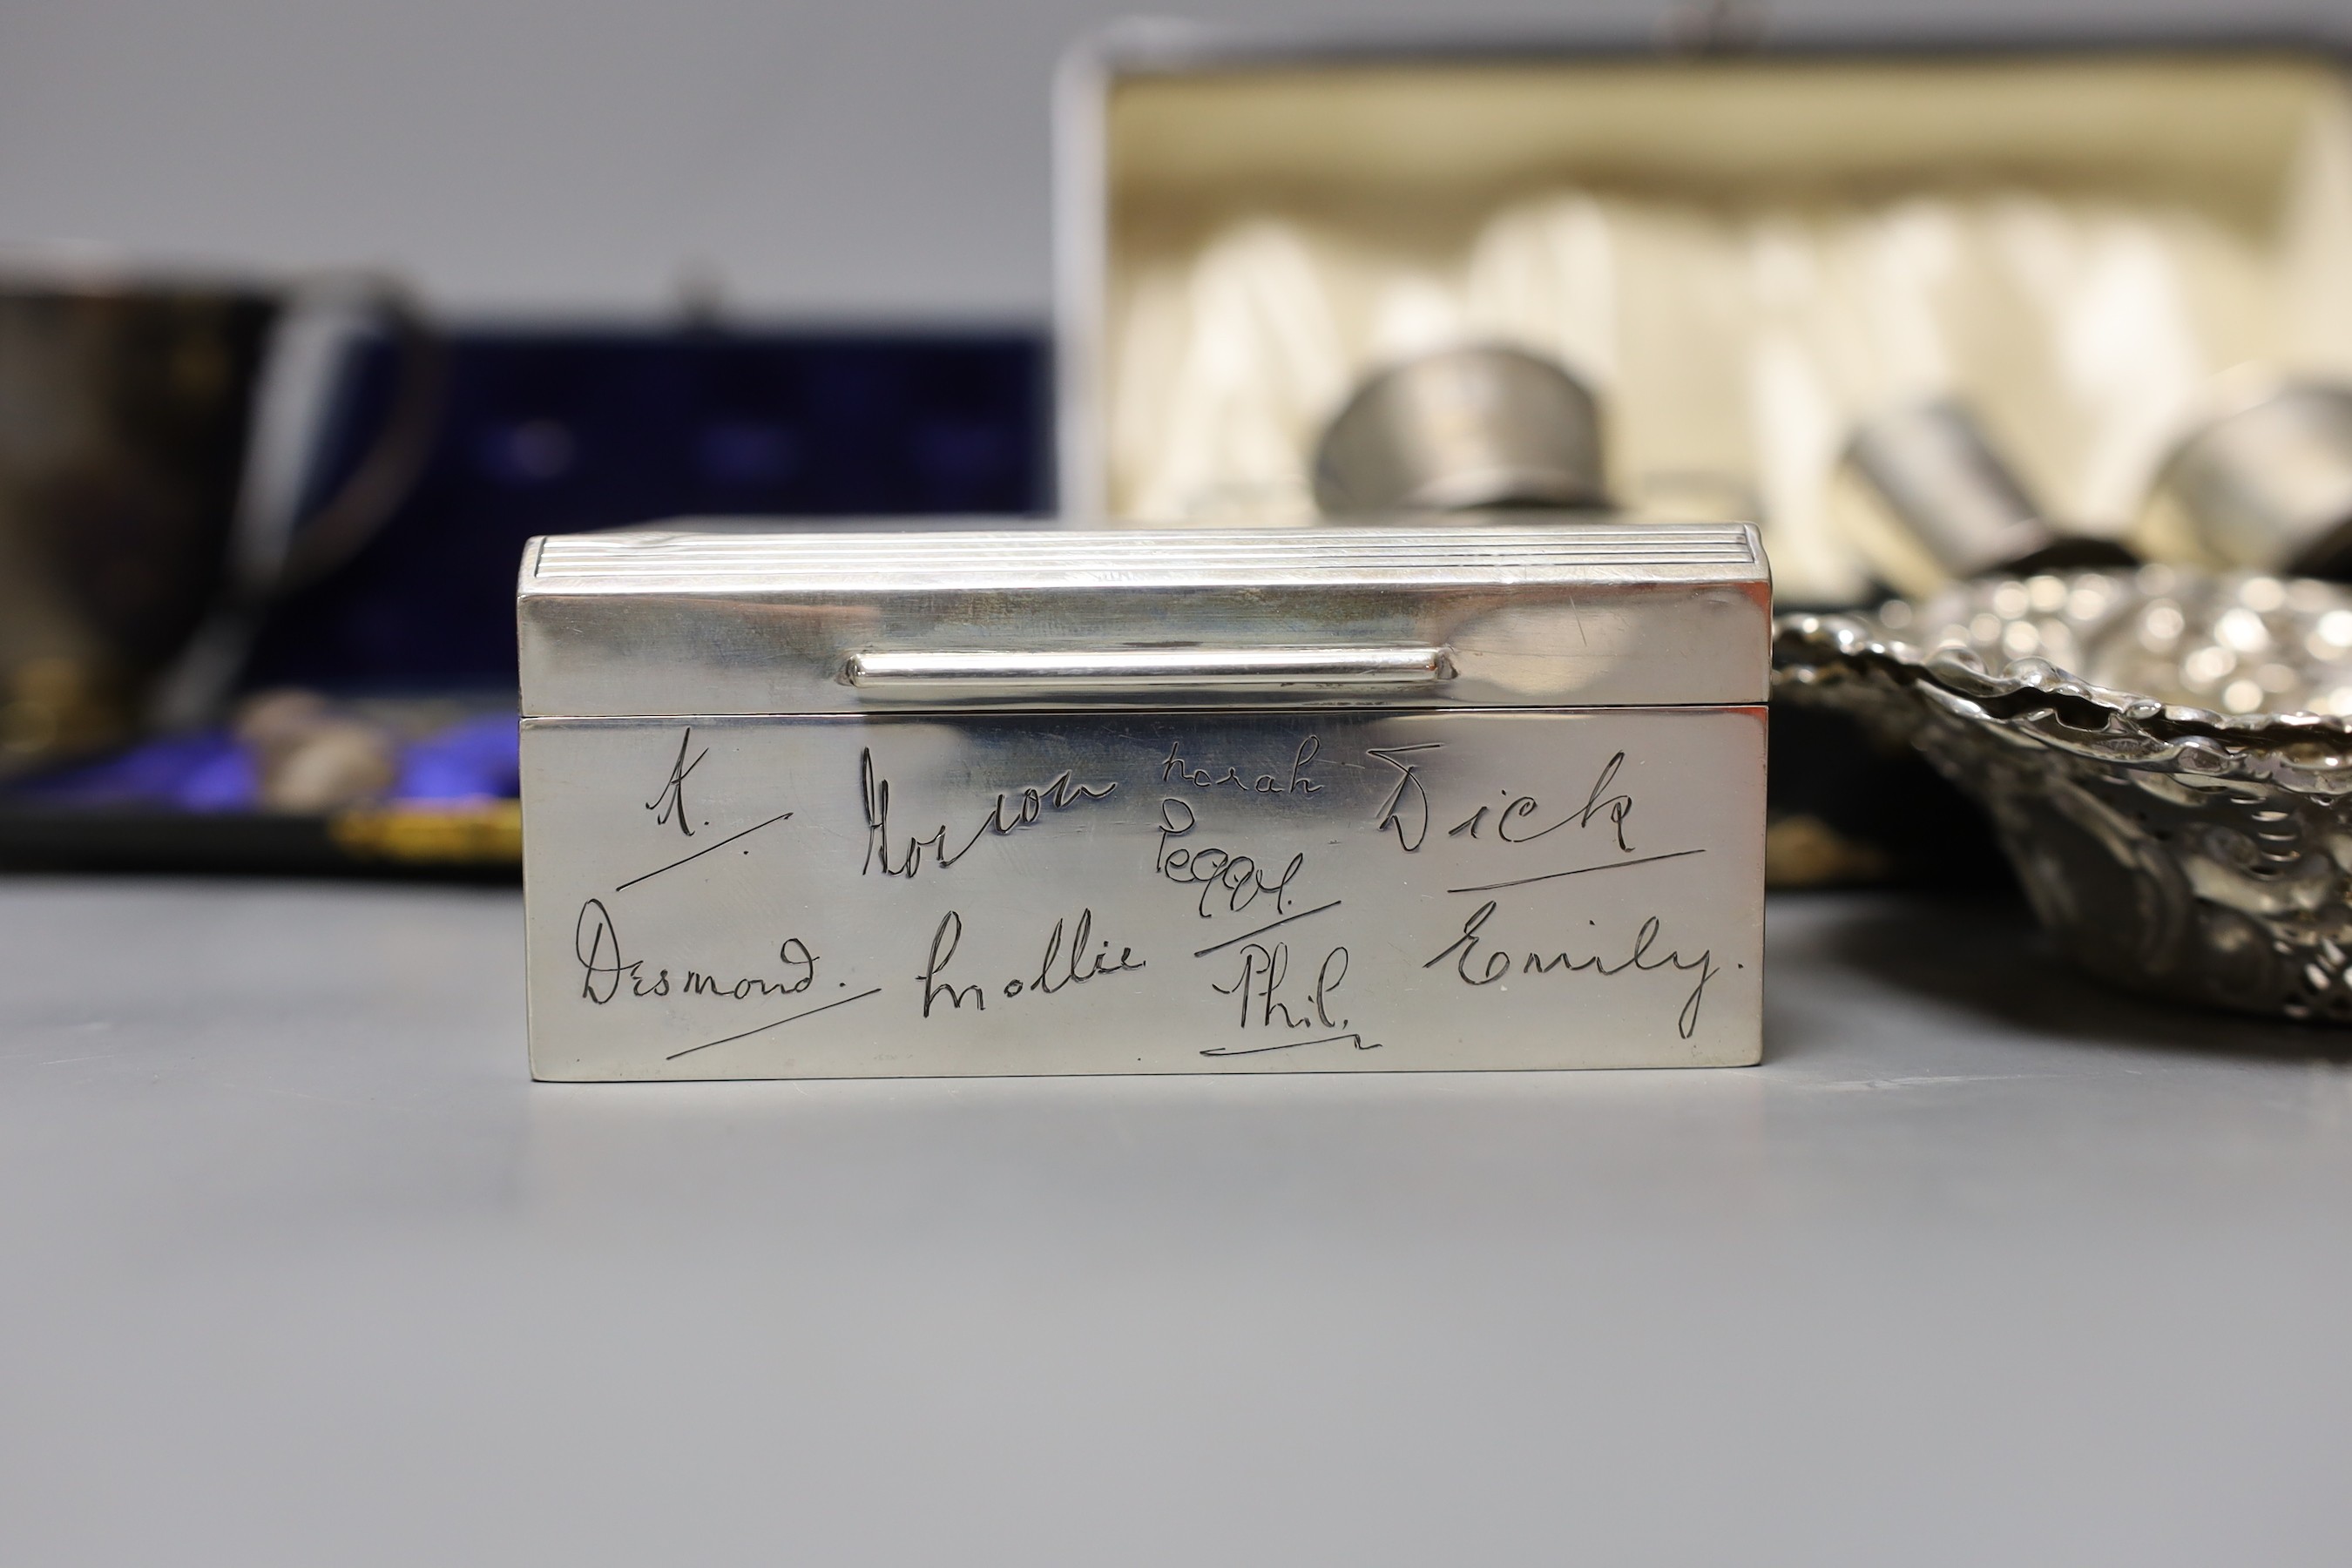 A.
norah
Dick
Peggy.
Desmond.
Mollie
Phil.
Emily.